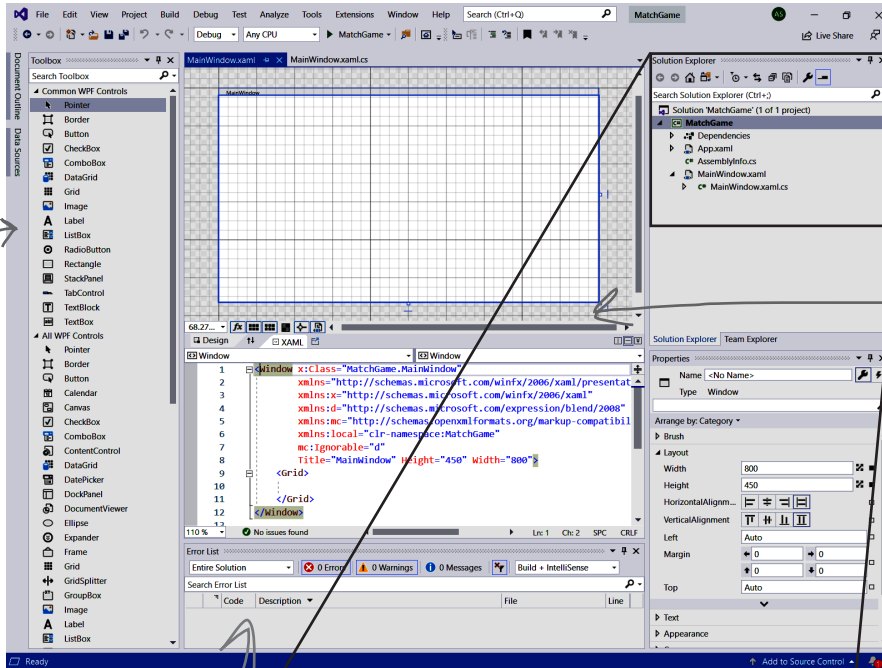 File Edit View Project Build Debug Test Analyze Tools Extensions Window Help Search (Ctrl+Q) MatchGame AS
Debug Any CPU MatchGame Live Share
Document Outline
Data Sources
Toolbox
Search Toolbox
Common WPF Controls
Pointer
Border
Button
CheckBox
ComboBox
DataGrid
Grid
Image
Label
ListBox
RadioButton
Rectangle
StackPanel
TabControl
TextBlock
TextBox
All WPF Controls
Pointer
Border
Button
Calendar
Canvas
CheckBox
ComboBox
ContentControl
DataGrid
DatePicker
DockPanel
DocumentViewer
Ellipse
Expander
Frame
Grid
GridSplitter
GroupBox
Image
Label
ListBox
MainWindow.xaml MainWindow.xaml.cs
MainWindow
68.27...
Design XAML
Window Window
1 <Window x:Class="MatchGame.MainWindow"
2 xmlns="http://schemas.microsoft.com/winfx/2006/xaml/presentat
3 xmlns:x="http://schemas.microsoft.com/winfx/2006/xaml"
4 xmlns:d="http://schemas.microsoft.com/expression/blend/2008"
5 xmlns:mc="http://schemas.openxmlformats.org/markup-compatibil
6 xmlns:local="clr-namespace:MatchGame"
7 mc:Ignorable="d"
8 Title="MainWindow" Height="450" Width="800">
9 <Grid>
10
11 </Grid>
12 </Window>
13
110 % No issues found Ln: 1 Ch: 2 SPC CRLF
Error List
Entire Solution 0 Errors 0 Warnings 0 Messages Build + IntelliSense
Search Error List
Code Description File Line
Solution Explorer
Search Solution Explorer (Ctrl+;)
Solution 'MatchGame' (1 of 1 project)
MatchGame
Dependencies
App.xaml
AssemblyInfo.cs
MainWindow.xaml
MainWindow.xaml.cs
Solution Explorer Team Explorer
Properties
Name <No Name>
Type Window
Arrange by: Category
Brush
Layout
Width 800
Height 450
HorizontalAlignm...
VerticalAlignment
Left Auto
Margin 0 0
0 0
Top Auto
Text
Appearance
Ready Add to Source Control